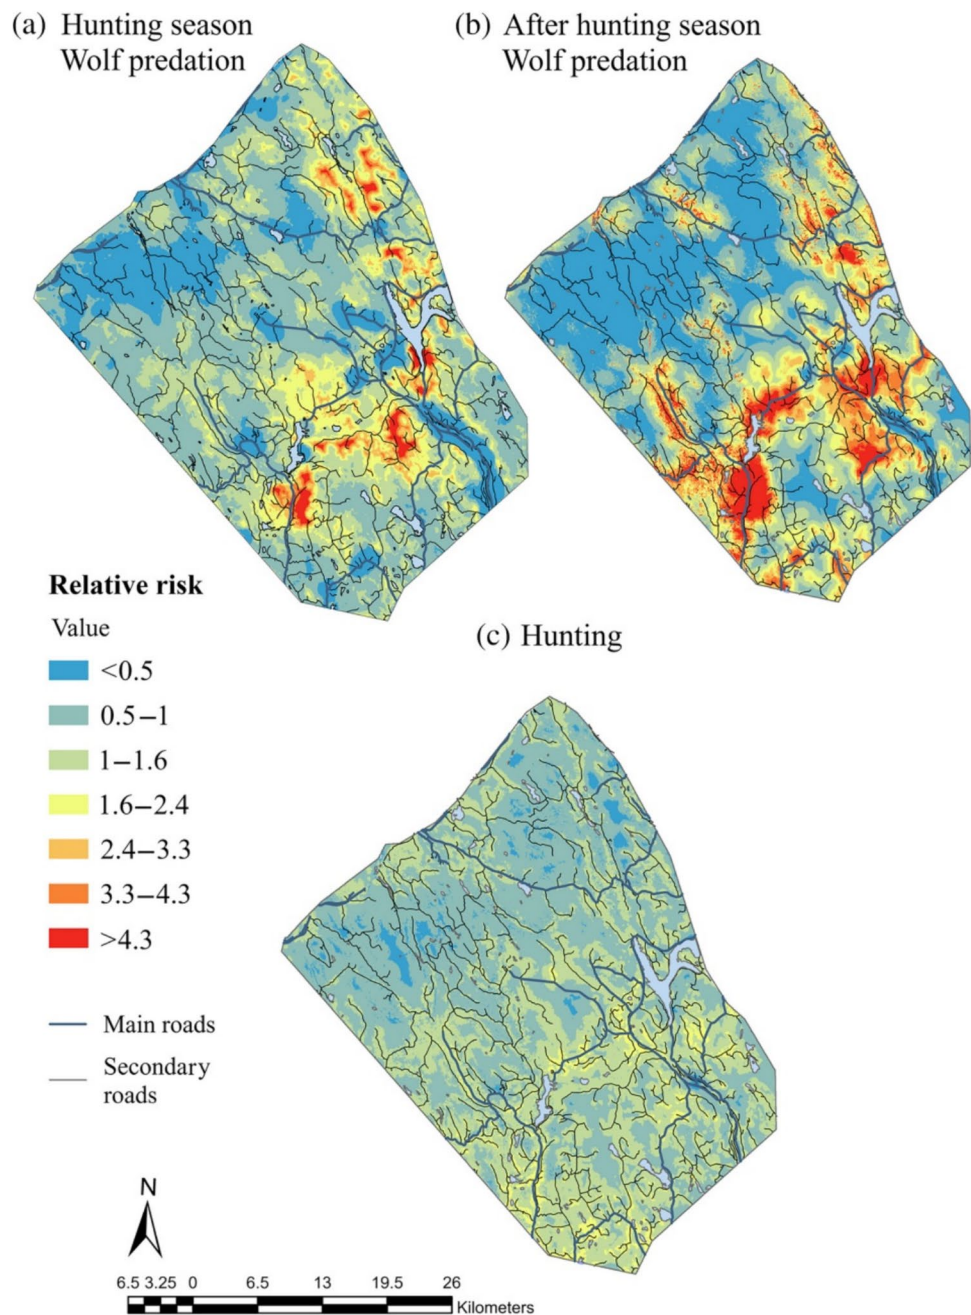 (a) Hunting season
Wolf predation
(b) After hunting season
Wolf predation
Relative risk
Value
<0.5
0.5–1
1–1.6
1.6–2.4
2.4–3.3
3.3–4.3
>4.3
Main roads
Secondary
roads
(c) Hunting
N
6.5 3.25 0 6.5 13 19.5 26
Kilometers